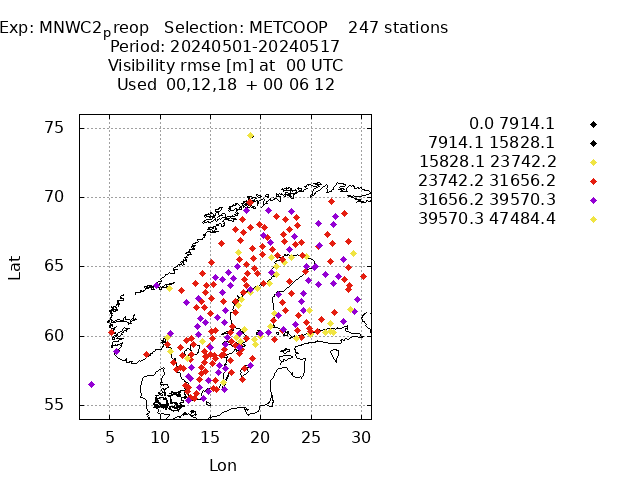 Exp: MNWC2preop   Selection: METCOOP    247 stations
Period: 20240501-20240517
Visibility rmse [m] at  00 UTC
Used  00,12,18  + 00 06 12
0.0 7914.1
7914.1 15828.1
15828.1 23742.2
23742.2 31656.2
31656.2 39570.3
39570.3 47484.4
75
70
65
60
55
Lat
5 10 15 20 25 30
Lon